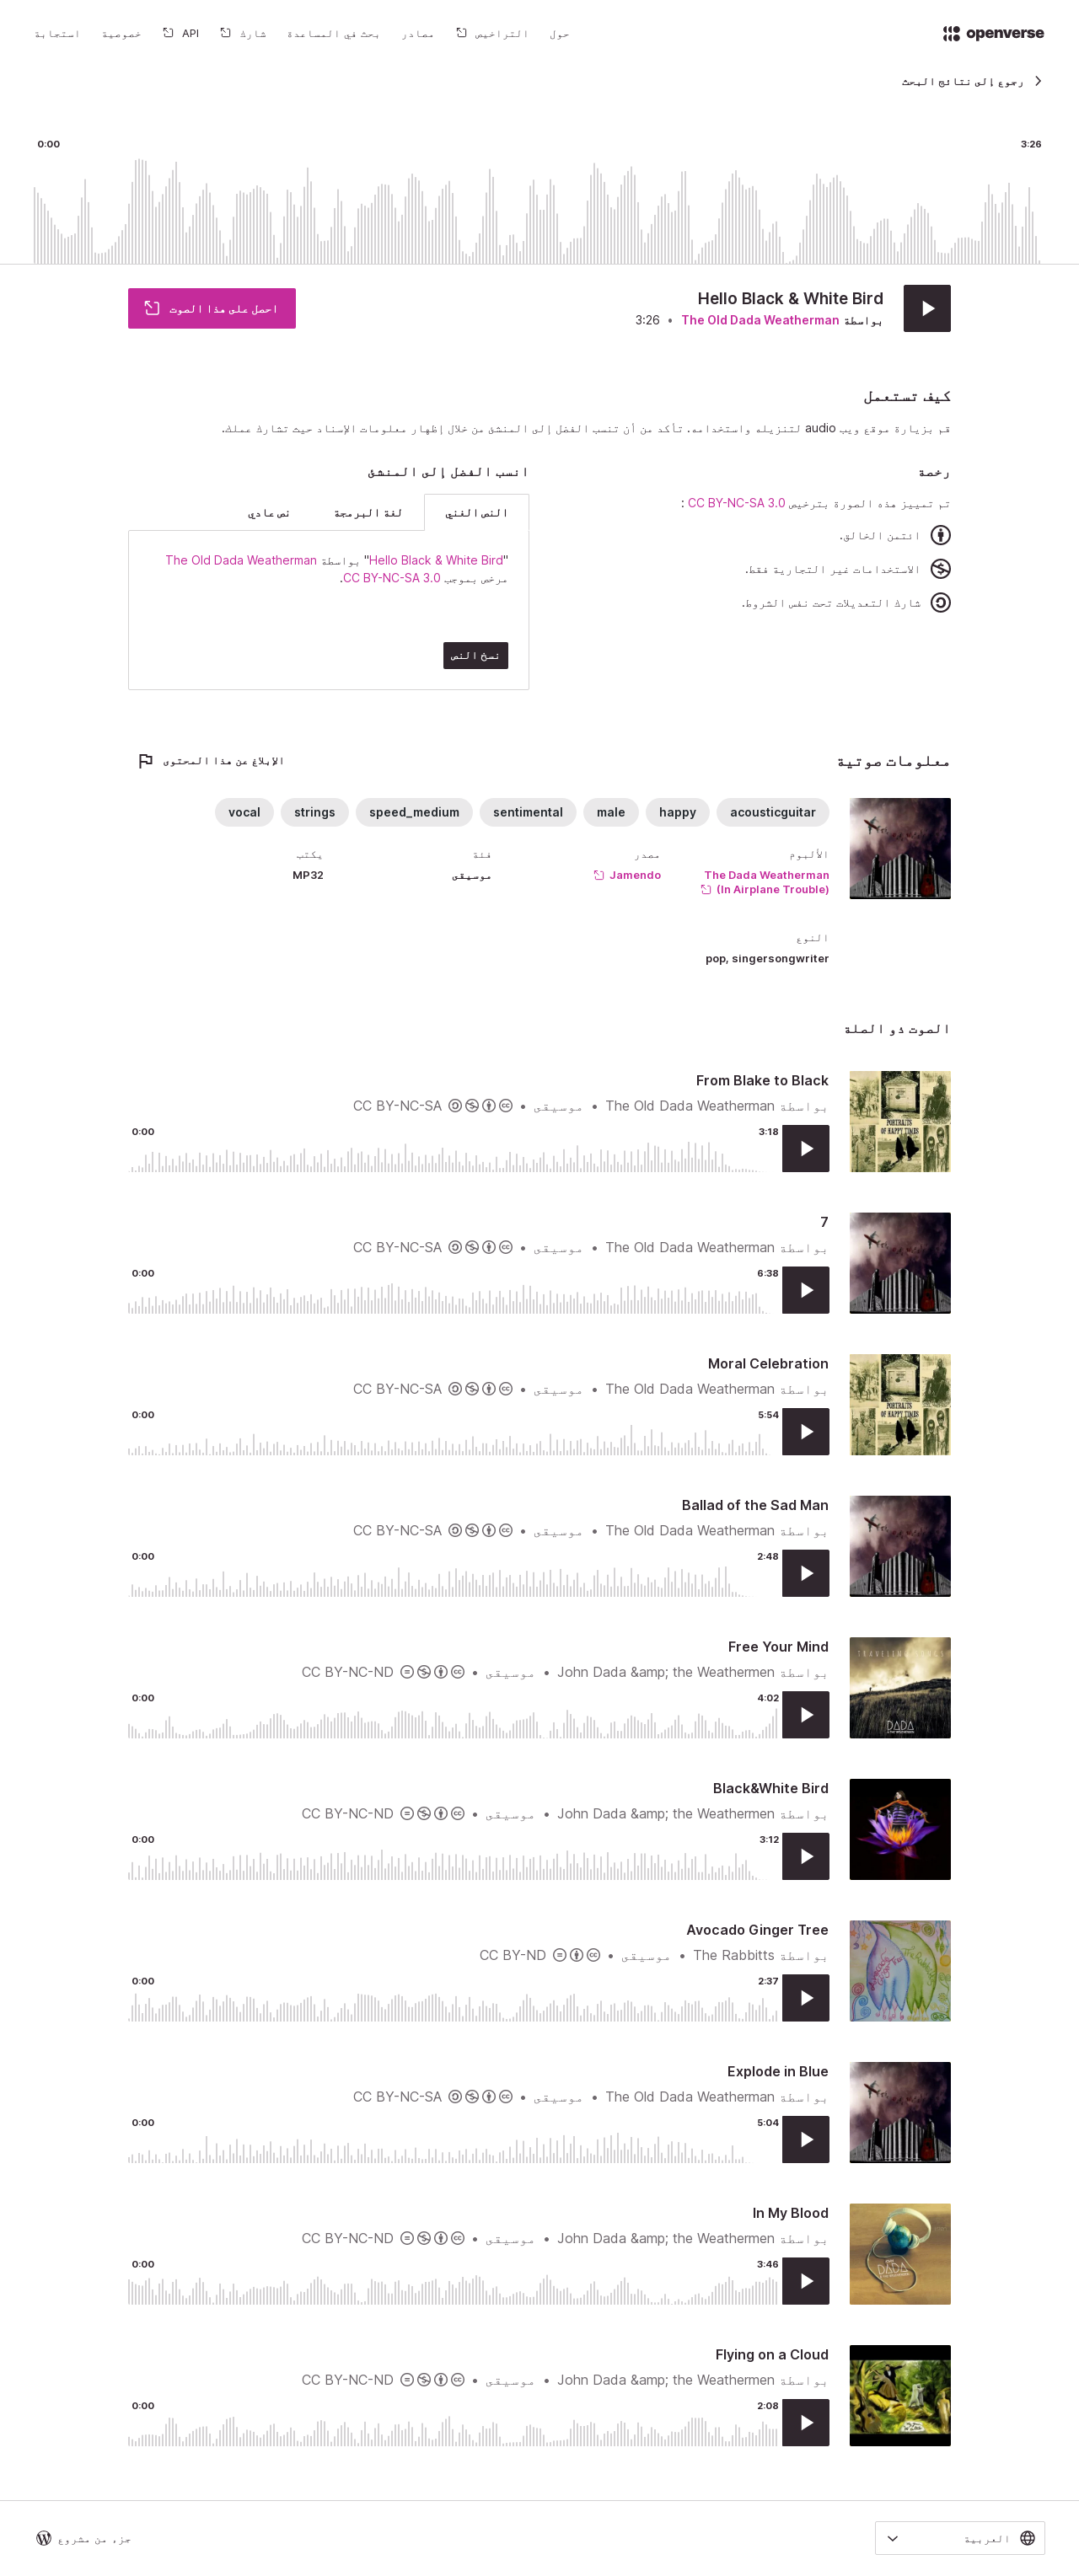 openverse
حول
التراخيص
مصادر
بحث في المساعدة
شارك
API
خصوصية
استجابة
رجوع إلى نتائج البحث
0:00
3:26
Hello Black & White Bird
بواسطة The Old Dada Weatherman • 3:26
احصل على هذا الصوت
كيف تستعمل
قم بزيارة موقع ويب audio لتنزيله واستخدامه. تأكد من أن تنسب الفضل إلى المنشئ من خلال إظهار معلومات الإسناد حيث تشارك عملك.
رخصة
تم تمييز هذه الصورة بترخيص CC BY-NC-SA 3.0 :
ائتمن الخالق.
الاستخدامات غير التجارية فقط.
شارك التعديلات تحت نفس الشروط.
انسب الفضل إلى المنشئ
النص الغني
لغة البرمجة
نص عادي
"Hello Black & White Bird" بواسطة The Old Dada Weatherman
مرخص بموجب CC BY-NC-SA 3.0.
نسخ النص
معلومات صوتية
الإبلاغ عن هذا المحتوى
acousticguitar
happy
male
sentimental
speed_medium
strings
vocal
الألبوم
The Dada Weatherman
(In Airplane Trouble)
مصدر
Jamendo
فئة
موسيقى
يكتب
MP32
النوع
pop, singersongwriter
الصوت ذو الصلة
From Blake to Black
بواسطة The Old Dada Weatherman • موسيقى • CC BY-NC-SA
0:00
3:18
PORTRAITS
OF HAPPY TIMES
7
بواسطة The Old Dada Weatherman • موسيقى • CC BY-NC-SA
0:00
6:38
Moral Celebration
بواسطة The Old Dada Weatherman • موسيقى • CC BY-NC-SA
0:00
5:54
PORTRAITS
OF HAPPY TIMES
Ballad of the Sad Man
بواسطة The Old Dada Weatherman • موسيقى • CC BY-NC-SA
0:00
2:48
Free Your Mind
بواسطة John Dada &amp; the Weathermen • موسيقى • CC BY-NC-ND
0:00
4:02
DADA
Black&White Bird
بواسطة John Dada &amp; the Weathermen • موسيقى • CC BY-NC-ND
0:00
3:12
Avocado Ginger Tree
بواسطة The Rabbitts • موسيقى • CC BY-ND
0:00
2:37
Explode in Blue
بواسطة The Old Dada Weatherman • موسيقى • CC BY-NC-SA
0:00
5:04
In My Blood
بواسطة John Dada &amp; the Weathermen • موسيقى • CC BY-NC-ND
0:00
3:46
DADA
Flying on a Cloud
بواسطة John Dada &amp; the Weathermen • موسيقى • CC BY-NC-ND
0:00
2:08
العربية
جزء من مشروع